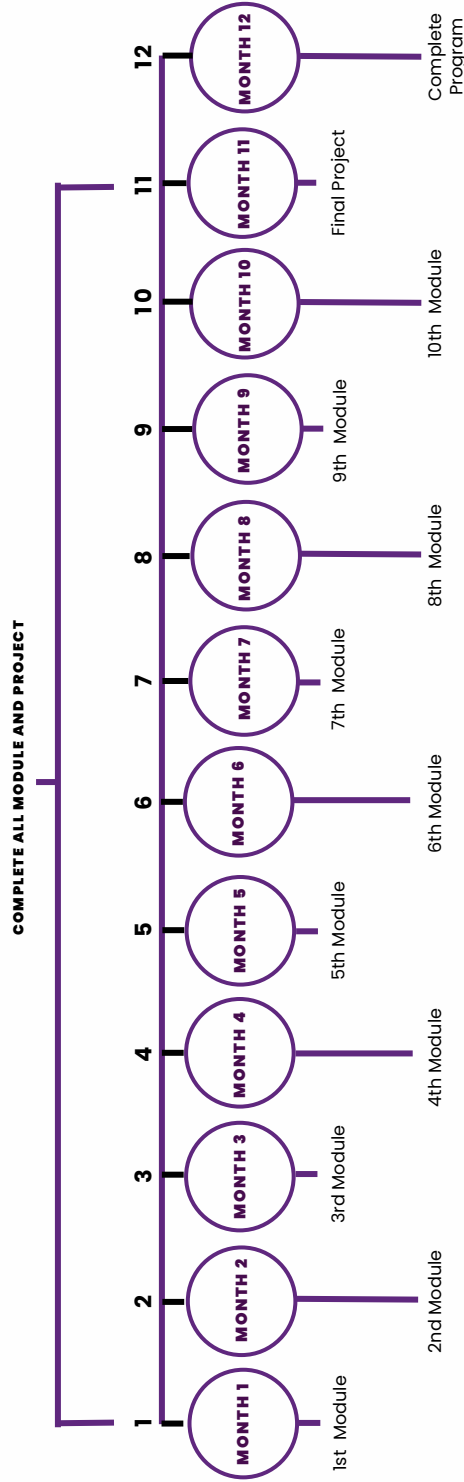 COMPLETE ALL MODULE AND PROJECT
1 2 3 4 5 6 7 8 9 10 11 12
MONTH 1 MONTH 2 MONTH 3 MONTH 4 MONTH 5 MONTH 6 MONTH 7 MONTH 8 MONTH 9 MONTH 10 MONTH 11 MONTH 12
1st Module 3rd Module 5th Module 7th Module 9th Module Final Project
2nd Module 4th Module 6th Module 8th Module 10th Module Complete
Program